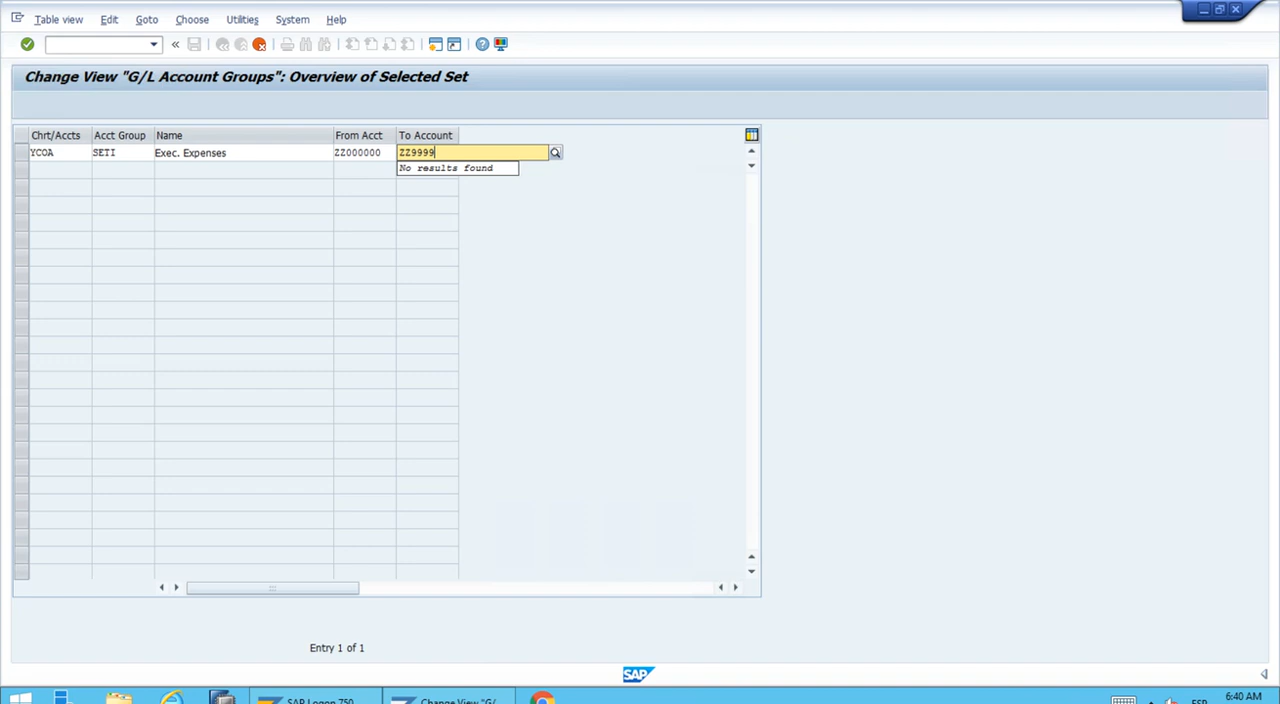 Table view Edit Goto Choose Utilities System Help
Change View "G/L Account Groups": Overview of Selected Set
Chrt/Accts Acct Group Name From Acct To Account
YCOA SETI Exec. Expenses ZZ000000 ZZ9999
No results found
Entry 1 of 1
SAP
SAP Logon 750 Change View "G/
ESP 6:40 AM